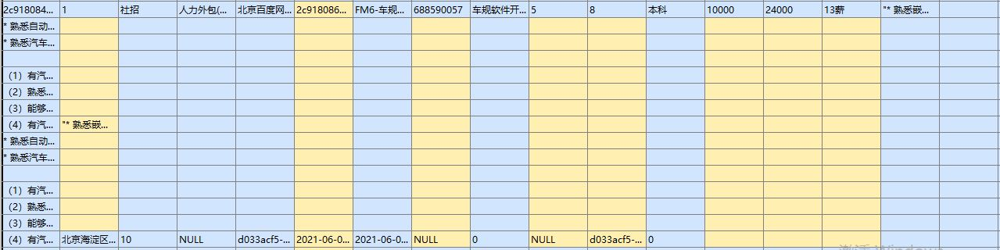 2c918084... 1 社招 人力外包(... 北京百度网... 2c918086... FM6-车规... 688590057 车规软件开... 5 8 本科 10000 24000 13薪 "* 熟悉嵌...
* 熟悉自动...
* 熟悉汽车...
（1）有汽...
（2）熟悉...
（3）能够...
（4）有汽... "* 熟悉嵌...
* 熟悉自动...
* 熟悉汽车...
（1）有汽...
（2）熟悉...
（3）能够...
（4）有汽... 北京海淀区... 10 NULL d033acf5-... 2021-06-0... 2021-06-0... NULL 0 NULL d033acf5-... 0
激活 Windows